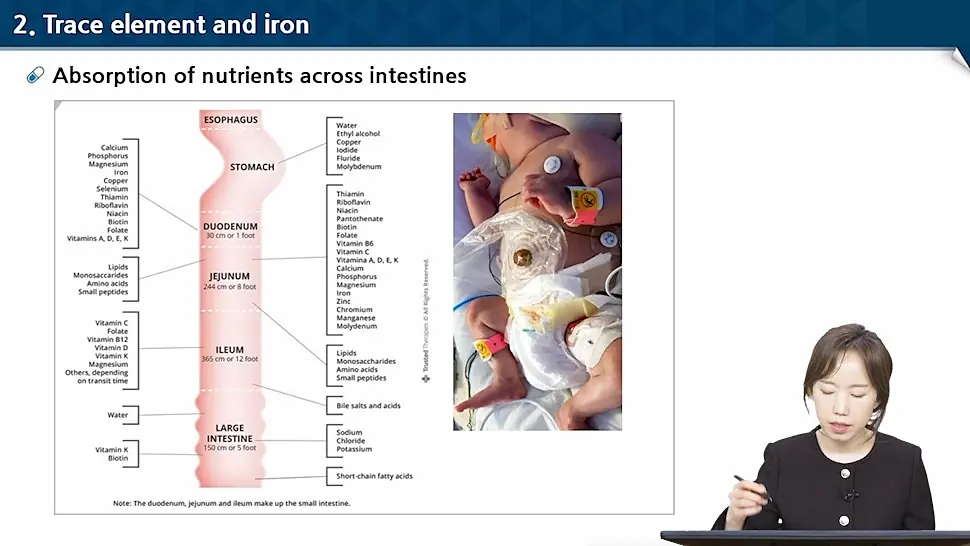 2. Trace element and iron
Absorption of nutrients across intestines
ESOPHAGUS
STOMACH
DUODENUM
30 cm or 1 foot
JEJUNUM
244 cm or 8 foot
ILEUM
365 cm or 12 foot
LARGE
INTESTINE
150 cm or 5 foot
Calcium
Phosphorus
Magnesium
Iron
Copper
Selenium
Thiamin
Riboflavin
Niacin
Biotin
Folate
Vitamins A, D, E, K
Lipids
Monosaccarides
Amino acids
Small peptides
Vitamin C
Folate
Vitamin B12
Vitamin D
Vitamin K
Magnesium
Others, depending
on transit time
Water
Vitamin K
Biotin
Water
Ethyl alcohol
Copper
Iodide
Fluride
Molybdenum
Thiamin
Riboflavin
Niacin
Pantothenate
Biotin
Folate
Vitamin B6
Vitamin C
Vitamina A, D, E, K
Calcium
Phosphorus
Magnesium
Iron
Zinc
Chromium
Manganese
Molydenum
Lipids
Monosaccharides
Amino acids
Small peptides
Bile salts and acids
Sodium
Chloride
Potassium
Short-chain fatty acids
Trusted Therapies © All Rights Reserved.
Note: The duodenum, jejunum and ileum make up the small intestine.